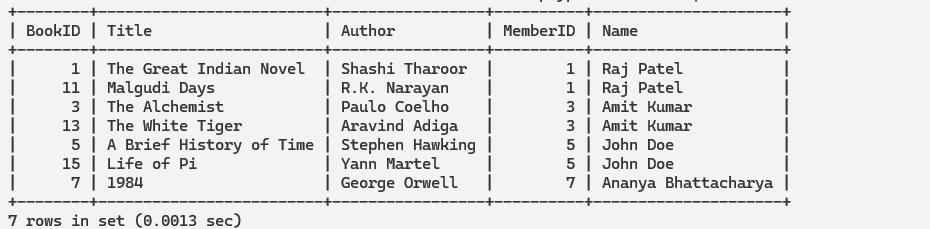 +--------+-------------------------+-----------------+----------+---------------------+
| BookID | Title                   | Author          | MemberID | Name                |
+--------+-------------------------+-----------------+----------+---------------------+
|      1 | The Great Indian Novel  | Shashi Tharoor  |        1 | Raj Patel           |
|     11 | Malgudi Days            | R.K. Narayan    |        1 | Raj Patel           |
|      3 | The Alchemist           | Paulo Coelho    |        3 | Amit Kumar          |
|     13 | The White Tiger         | Aravind Adiga   |        3 | Amit Kumar          |
|      5 | A Brief History of Time | Stephen Hawking |        5 | John Doe            |
|     15 | Life of Pi              | Yann Martel     |        5 | John Doe            |
|      7 | 1984                    | George Orwell   |        7 | Ananya Bhattacharya |
+--------+-------------------------+-----------------+----------+---------------------+
7 rows in set (0.0013 sec)